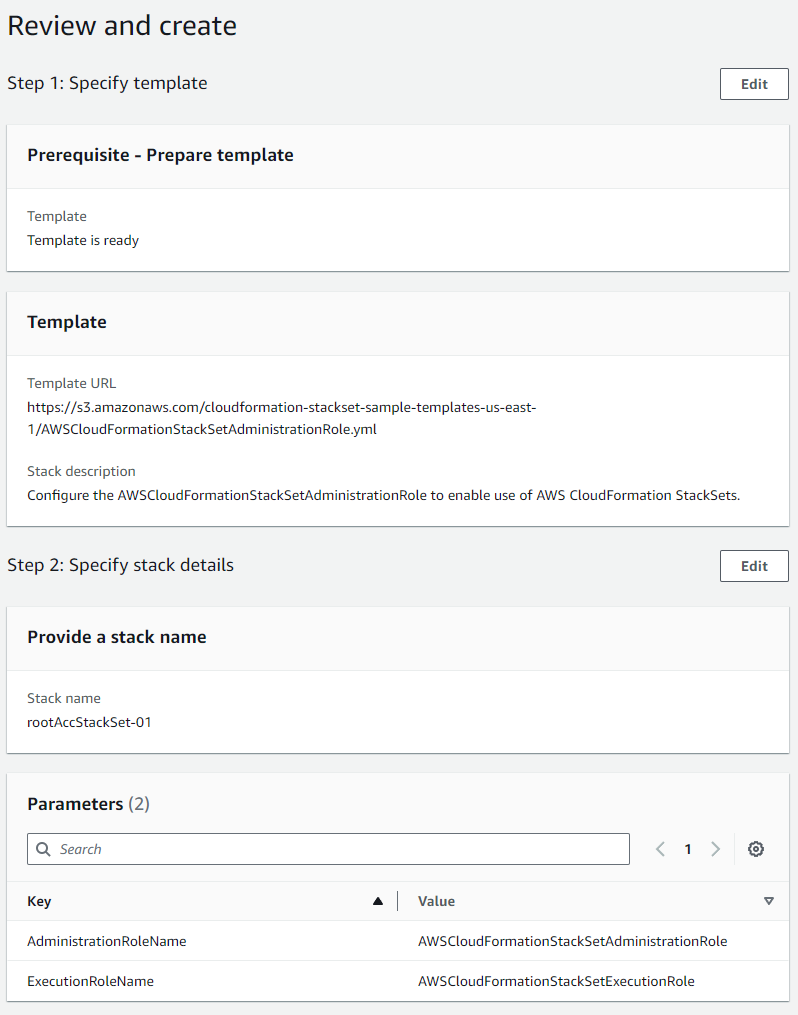 Review and create
Step 1: Specify template
Edit
Prerequisite - Prepare template
Template
Template is ready
Template
Template URL
https://s3.amazonaws.com/cloudformation-stackset-sample-templates-us-east-
1/AWSCloudFormationStackSetAdministrationRole.yml
Stack description
Configure the AWSCloudFormationStackSetAdministrationRole to enable use of AWS CloudFormation StackSets.
Step 2: Specify stack details
Edit
Provide a stack name
Stack name
rootAccStackSet-01
Parameters (2)
Search
1
Key
Value
AdministrationRoleName
AWSCloudFormationStackSetAdministrationRole
ExecutionRoleName
AWSCloudFormationStackSetExecutionRole